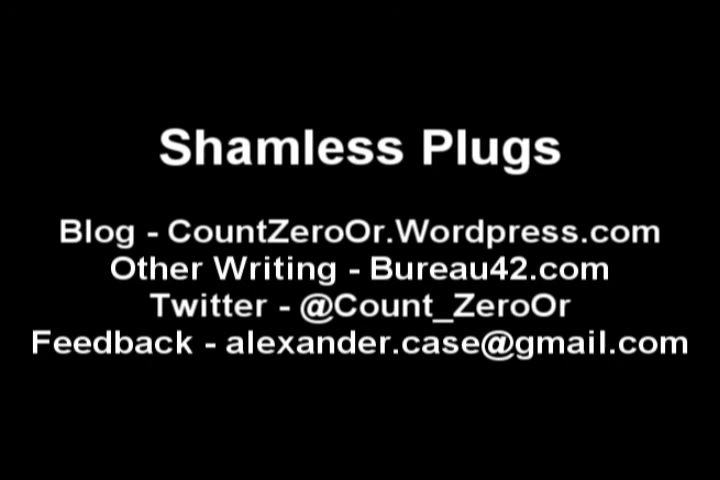 Shamless Plugs
Blog - CountZeroOr.Wordpress.com
Other Writing - Bureau42.com
Twitter - @Count_ZeroOr
Feedback - alexander.case@gmail.com